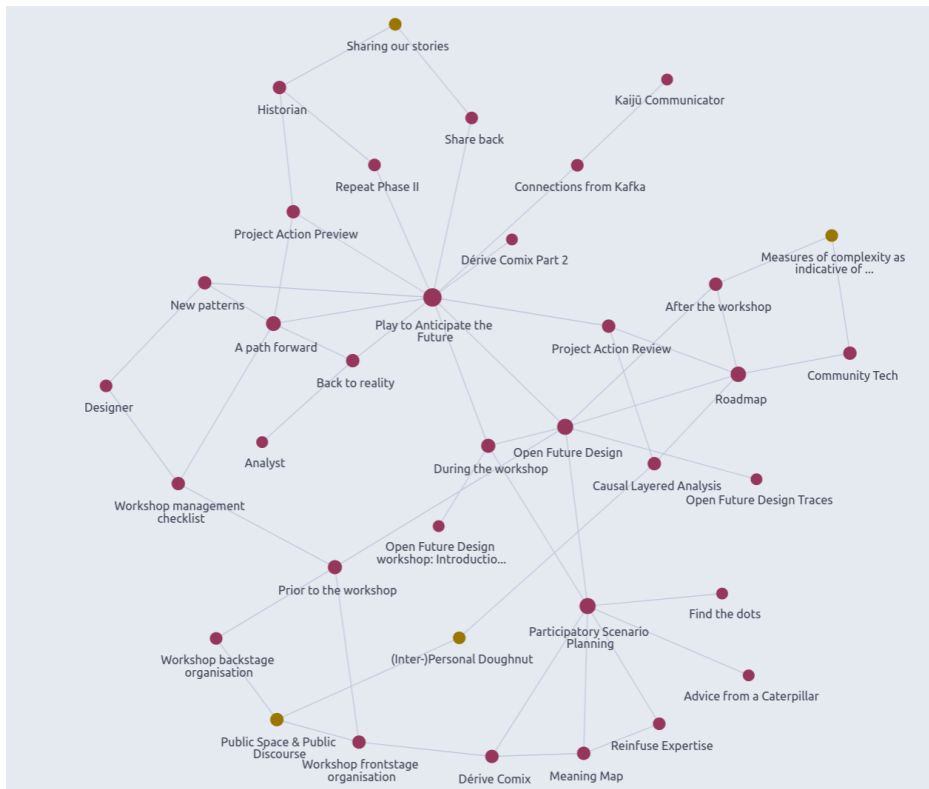 Sharing our stories
Kaijū Communicator
Historian
Share back
Repeat Phase II
Connections from Kafka
Project Action Preview
Dérive Comix Part 2
Measures of complexity as
indicative of ...
New patterns
After the workshop
Play to Anticipate the
Future
A path forward
Project Action Review
Community Tech
Back to reality
Roadmap
Designer
Open Future Design
Analyst
During the workshop
Causal Layered Analysis
Open Future Design Traces
Workshop management
checklist
Open Future Design
workshop: Introductio...
Prior to the workshop
Find the dots
Participatory Scenario
Planning
Workshop backstage
organisation
(Inter-)Personal Doughnut
Advice from a Caterpillar
Public Space & Public
Discourse
Reinfuse Expertise
Workshop frontstage
organisation
Dérive Comix
Meaning Map